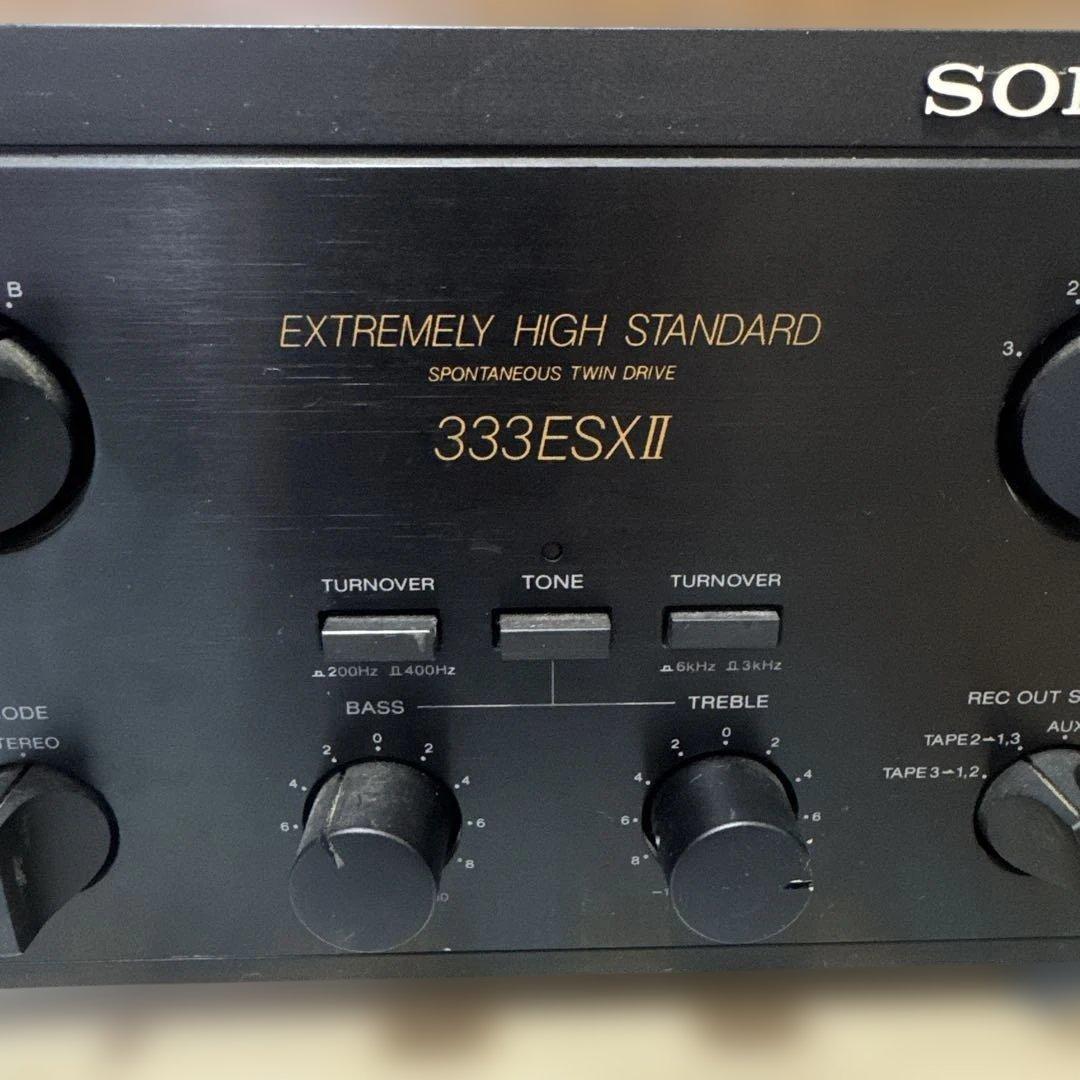 SO
B
EXTREMELY HIGH STANDARD
SPONTANEOUS TWIN DRIVE
333ESXII
2
3
TURNOVER TONE TURNOVER
200Hz 400Hz 6kHz 3kHz
BASS TREBLE
ODE
TEREO
REC OUT S
AUX
TAPE2→1,3
TAPE3→1,2
0 0
2 2 2 2
4 4 4 4
6 6 6 6
8 8